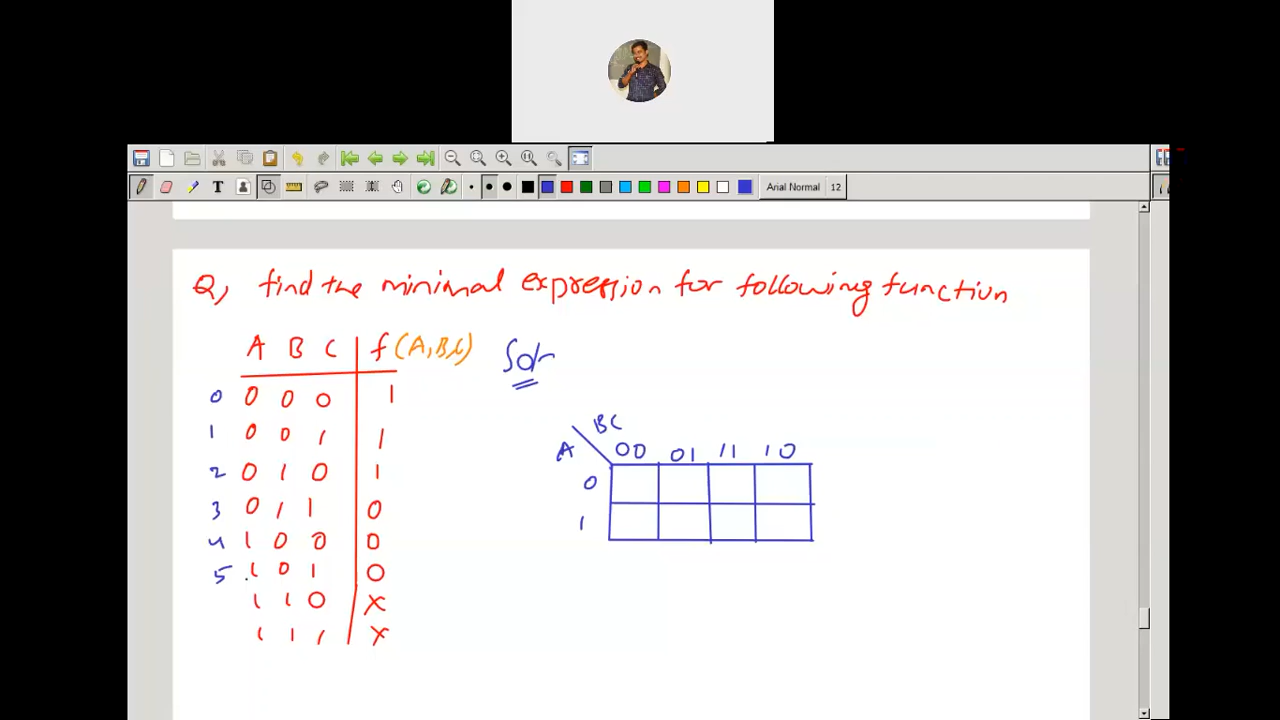 Arial Normal 12
Q, find the minimal expression for following function
A B C f (A,B,C)
Soln
0 0 0 0 1
1 0 0 1 1
2 0 1 0 1
3 0 1 1 0
4 1 0 0 0
5 1 0 1 0
1 1 0 X
1 1 1 X
BC
A 00 01 11 10
0
1